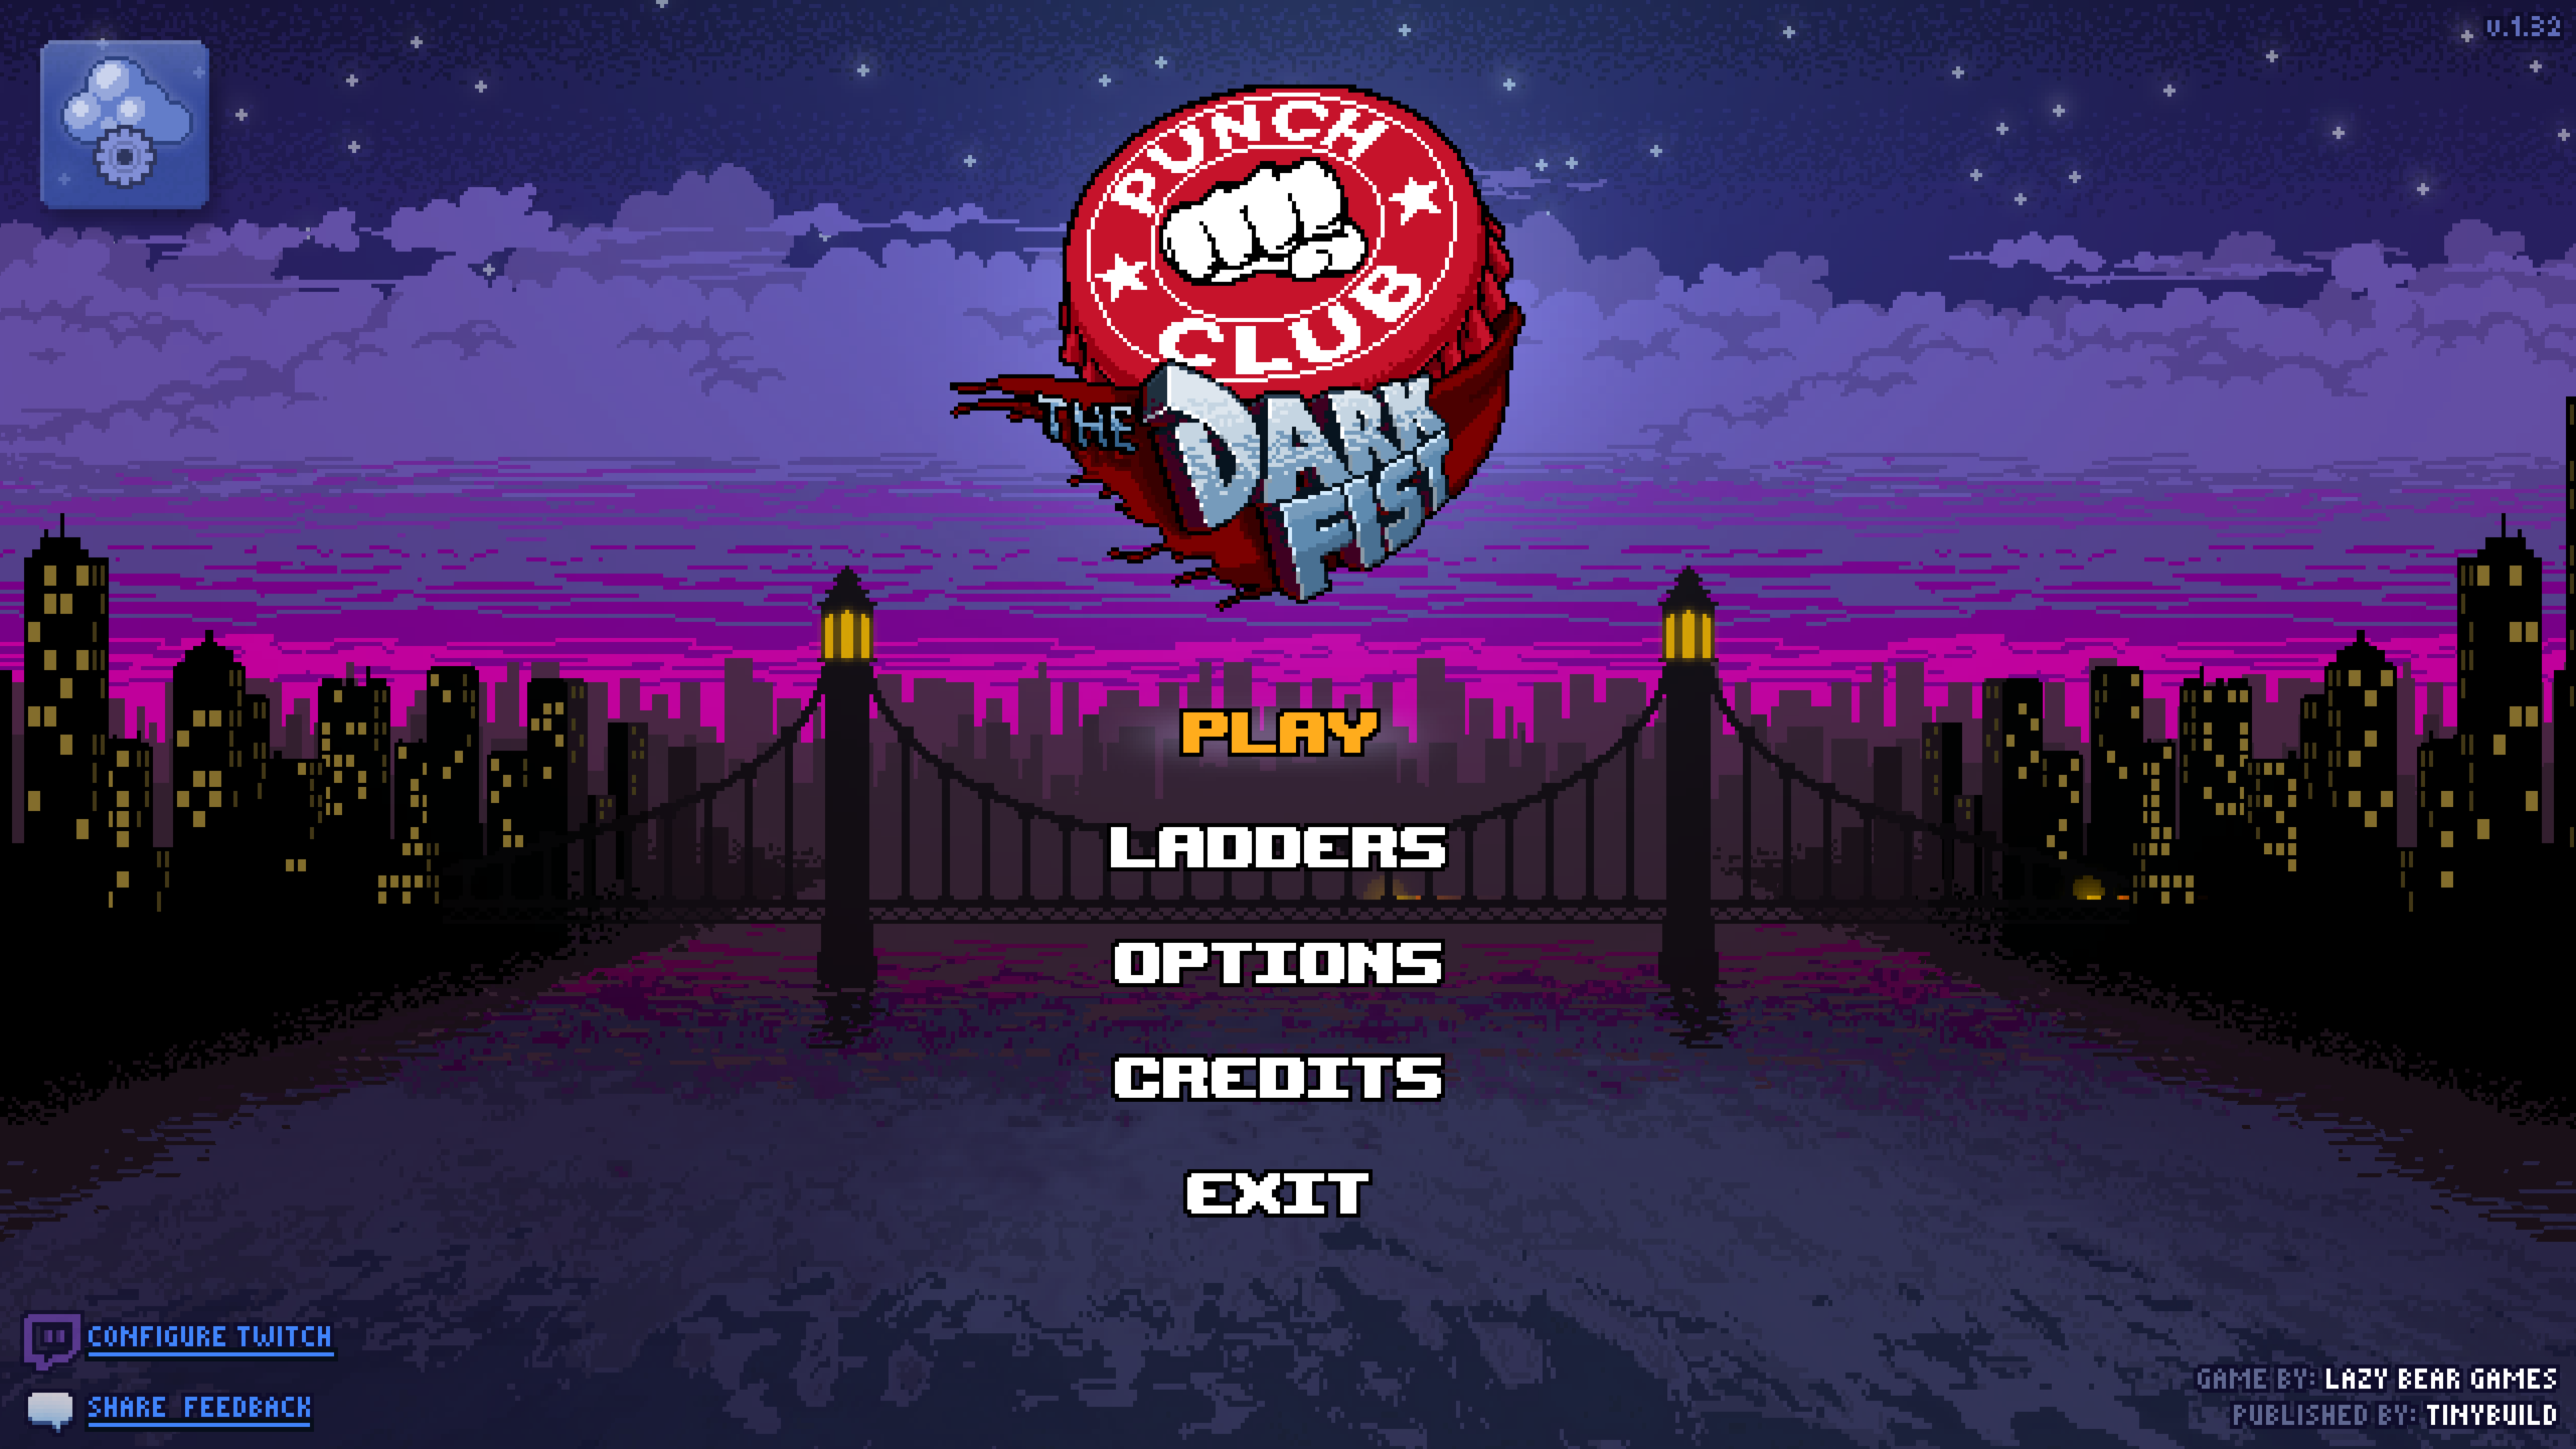 v.1.32
PUNCH
CLUB
THE DARK
FIST
PLAY
LADDERS
OPTIONS
CREDITS
EXIT
CONFIGURE TWITCH
SHARE FEEDBACK
GAME BY: LAZY BEAR GAMES
PUBLISHED BY: TINYBUILD